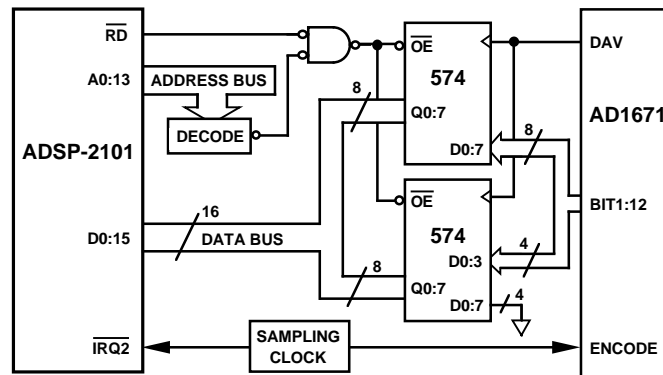 RD
A0:13
ADDRESS BUS
DECODE
ADSP-2101
D0:15
16
DATA BUS
IRQ2
SAMPLING
CLOCK
8
OE
574
Q0:7
D0:7
8
OE
574
D0:3
4
Q0:7
8
D0:7
4
DAV
AD1671
BIT1:12
ENCODE